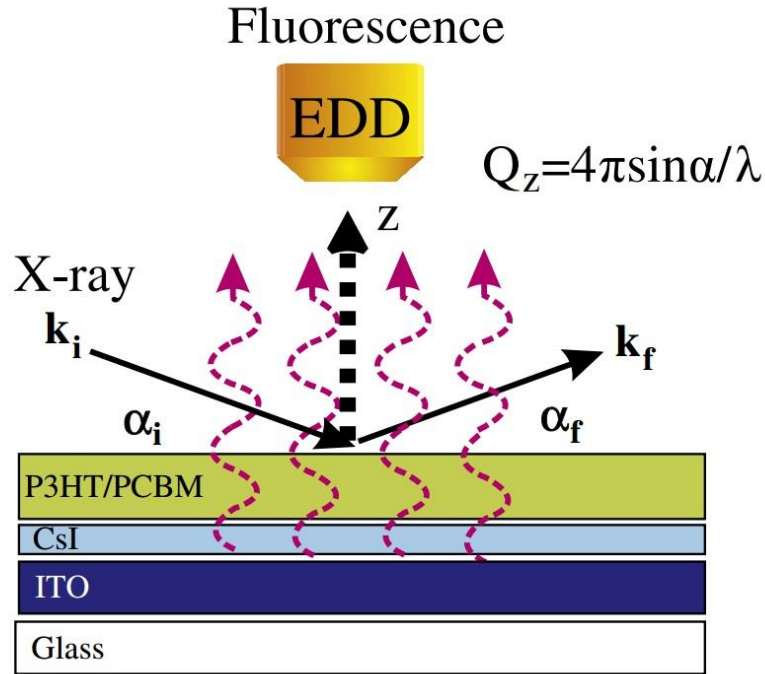 Fluorescence
EDD
Q_z=4πsinα/λ
z
X-ray
k_i
k_f
α_i
α_f
P3HT/PCBM
CsI
ITO
Glass